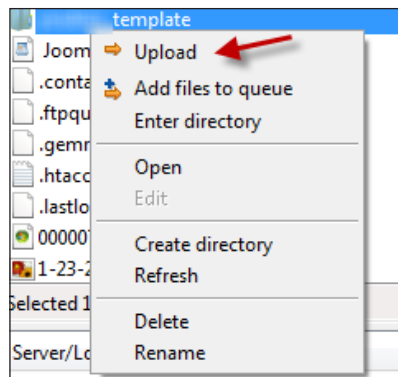 template
Joom
Upload
.conta
Add files to queue
.ftpqu
Enter directory
.gemr
.htacc
Open
.lastlo
Edit
00000
Create directory
1-23-2
Refresh
Selected 1
Delete
Server/Lo
Rename